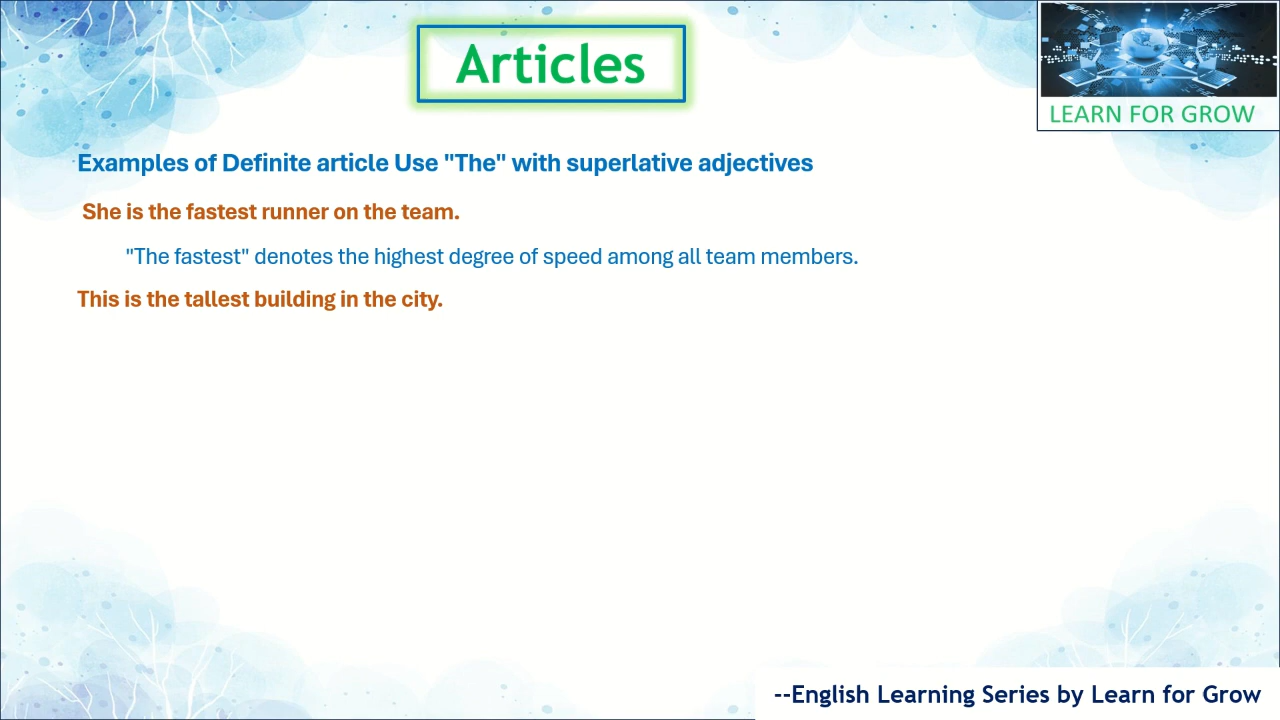 Articles
LEARN FOR GROW
Examples of Definite article Use "The" with superlative adjectives
She is the fastest runner on the team.
"The fastest" denotes the highest degree of speed among all team members.
This is the tallest building in the city.
--English Learning Series by Learn for Grow